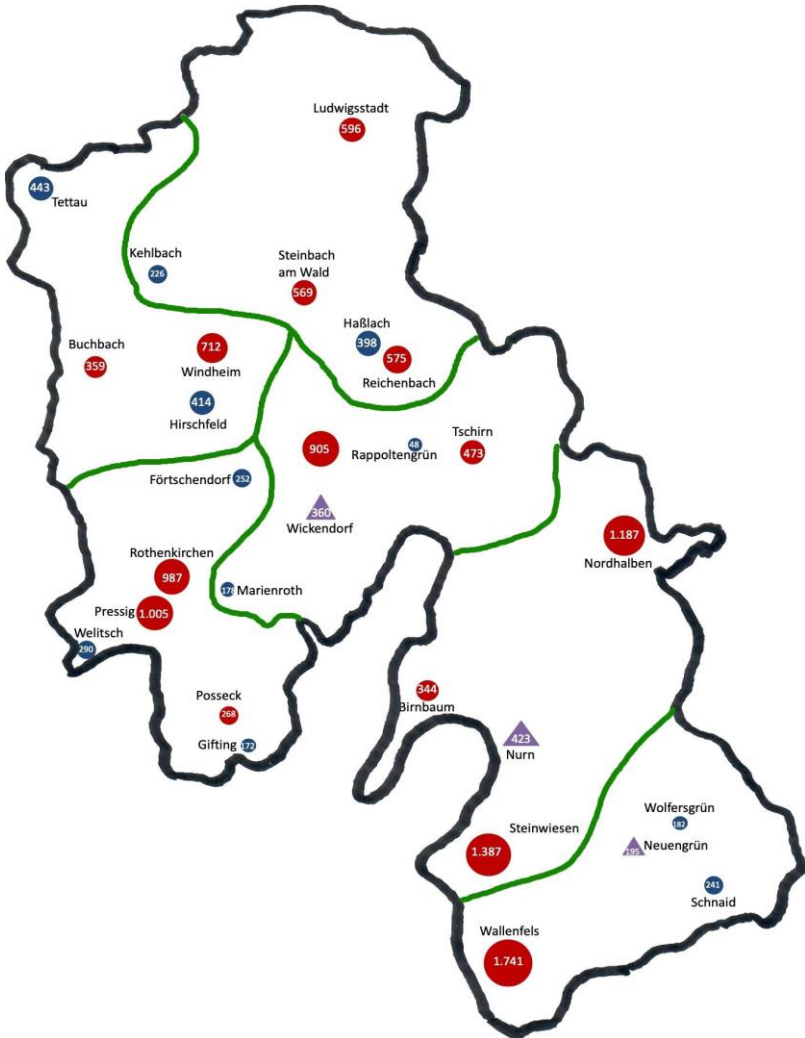 Ludwigsstadt
596
443
Tettau
Kehlbach
226
Steinbach
am Wald
569
Haßlach
398
575
Reichenbach
Buchbach
359
712
Windheim
414
Hirschfeld
905
Rappoltengrün
48
Tschirn
473
Förtschendorf
252
360
Wickendorf
1.187
Nordhalben
Rothenkirchen
987
178
Marienroth
Pressig
1.005
Welitsch
290
Posseck
268
Gifting
172
344
Birnbaum
423
Nurn
Steinwiesen
1.387
Wolfersgrün
182
195
Neuengrün
241
Schnaid
Wallenfels
1.741